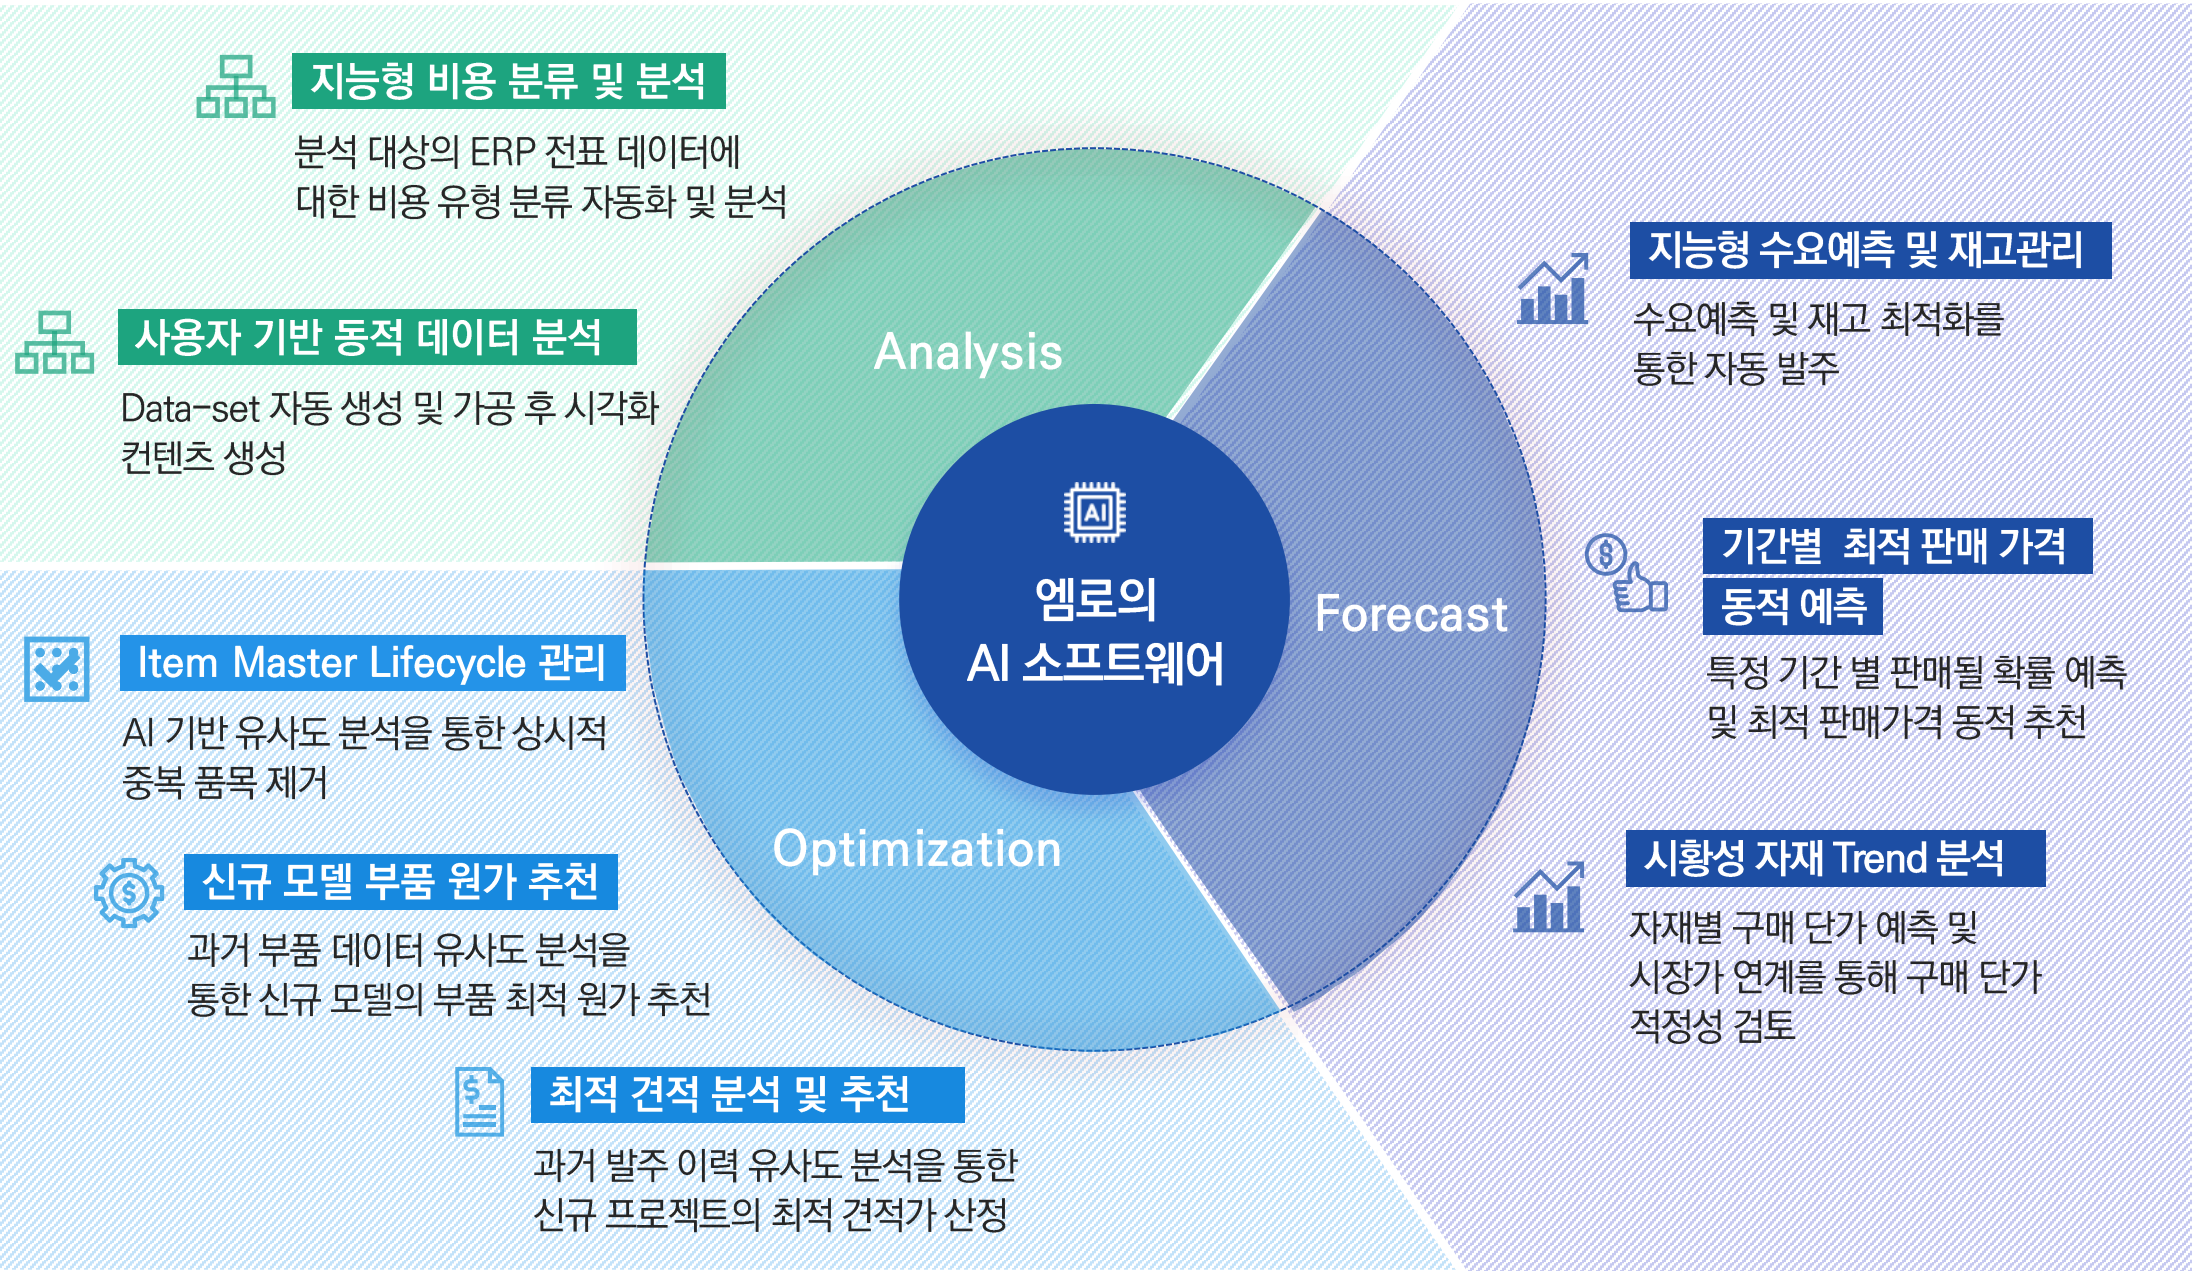 지능형 비용 분류 및 분석
분석 대상의 ERP 전표 데이터에
대한 비용 유형 분류 자동화 및 분석
사용자 기반 동적 데이터 분석
Data-set 자동 생성 및 가공 후 시각화
컨텐츠 생성
Analysis
AI
엠로의
AI 소프트웨어
Forecast
Optimization
지능형 수요예측 및 재고관리
수요예측 및 재고 최적화를
통한 자동 발주
기간별 최적 판매 가격
동적 예측
특정 기간 별 판매될 확률 예측
및 최적 판매가격 동적 추천
시황성 자재 Trend 분석
자재별 구매 단가 예측 및
시장가 연계를 통해 구매 단가
적정성 검토
Item Master Lifecycle 관리
AI 기반 유사도 분석을 통한 상시적
중복 품목 제거
신규 모델 부품 원가 추천
과거 부품 데이터 유사도 분석을
통한 신규 모델의 부품 최적 원가 추천
최적 견적 분석 및 추천
과거 발주 이력 유사도 분석을 통한
신규 프로젝트의 최적 견적가 산정